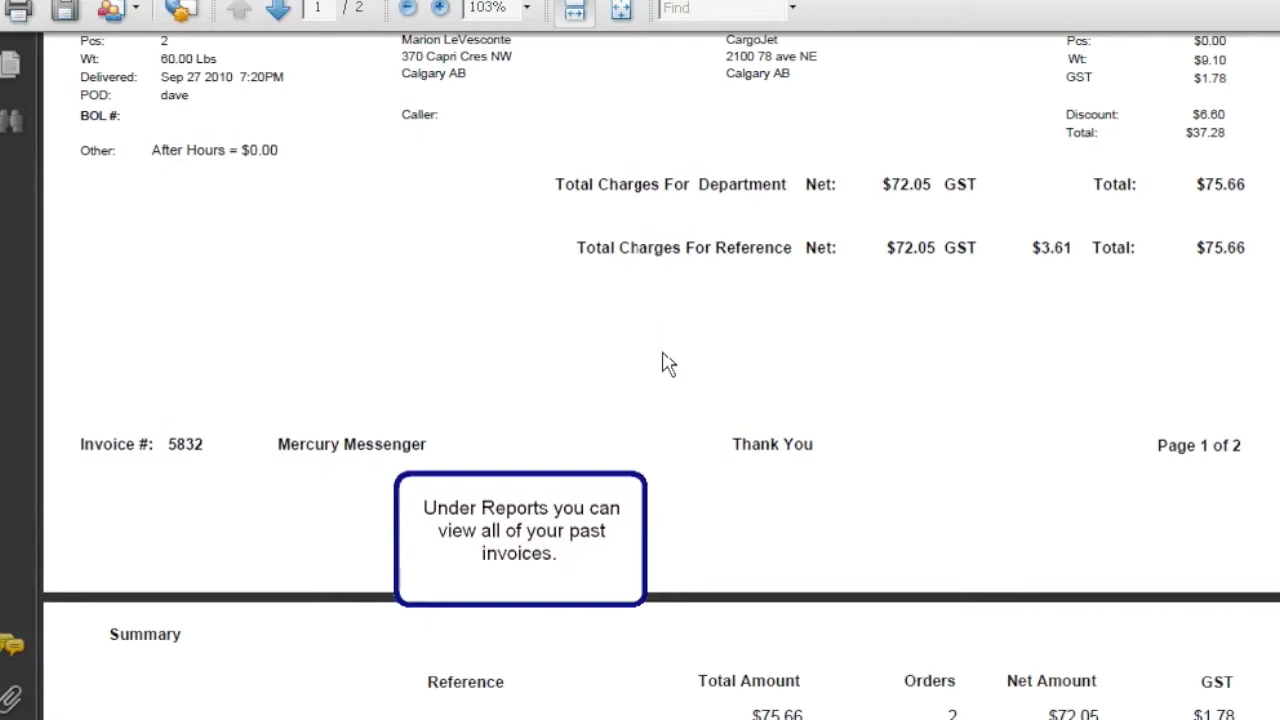 1 / 2 103% Find
Pcs: 2 Marion LeVesconte CargoJet Pcs: $0.00
Wt: 60.00 Lbs 370 Capri Cres NW 2100 78 ave NE Wt: $9.10
Delivered: Sep 27 2010 7:20PM Calgary AB Calgary AB GST $1.78
POD: dave
BOL #: Caller: Discount: $6.60
Total: $37.28
Other: After Hours = $0.00
Total Charges For Department Net: $72.05 GST Total: $75.66
Total Charges For Reference Net: $72.05 GST $3.61 Total: $75.66
Invoice #: 5832 Mercury Messenger Thank You Page 1 of 2
Under Reports you can
view all of your past
invoices.
Summary
Reference Total Amount Orders Net Amount GST
$75.66 2 $72.05 $1.78